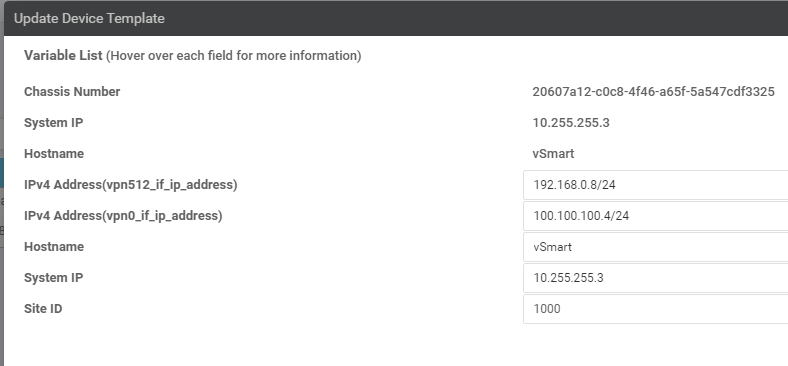 Update Device Template
Variable List (Hover over each field for more information)
Chassis Number 20607a12-c0c8-4f46-a65f-5a547cdf3325
System IP 10.255.255.3
Hostname vSmart
IPv4 Address(vpn512_if_ip_address) 192.168.0.8/24
IPv4 Address(vpn0_if_ip_address) 100.100.100.4/24
Hostname vSmart
System IP 10.255.255.3
Site ID 1000